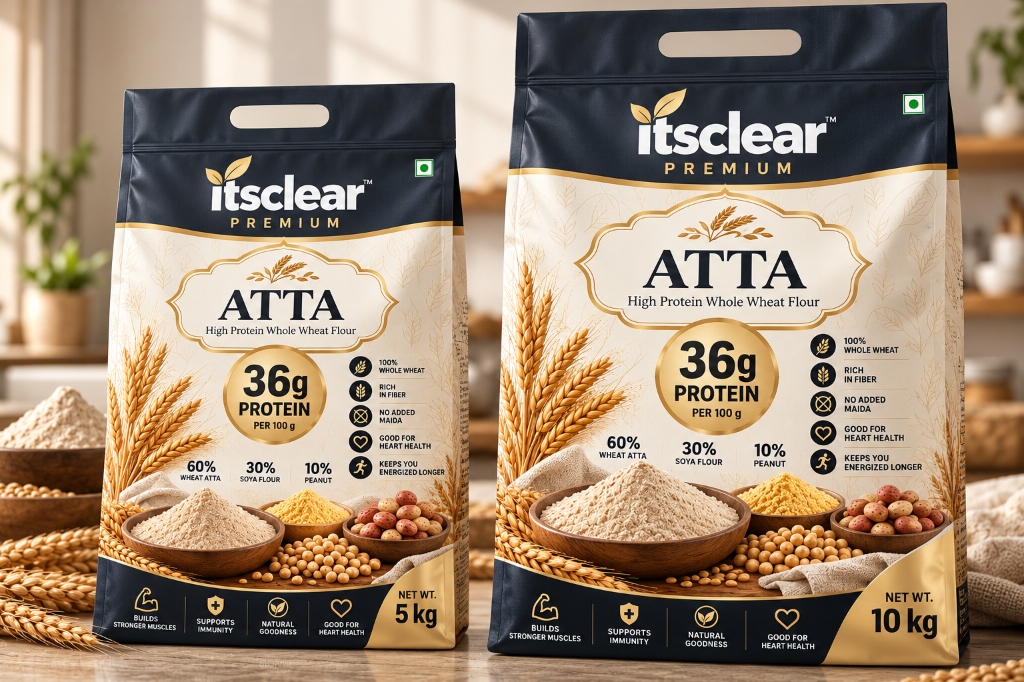 itsclear™
PREMIUM
ATTA
High Protein Whole Wheat Flour
36g
PROTEIN
PER 100 g
100%
WHOLE WHEAT
RICH
IN FIBER
NO ADDED
MAIDA
GOOD FOR
HEART HEALTH
KEEPS YOU
ENERGIZED LONGER
60%
WHEAT ATTA
30%
SOYA FLOUR
10%
PEANUT
BUILDS
STRONGER MUSCLES
SUPPORTS
IMMUNITY
NATURAL
GOODNESS
GOOD FOR
HEART HEALTH
NET WT.
5 kg
itsclear™
PREMIUM
ATTA
High Protein Whole Wheat Flour
36g
PROTEIN
PER 100 g
100%
WHOLE WHEAT
RICH
IN FIBER
NO ADDED
MAIDA
GOOD FOR
HEART HEALTH
KEEPS YOU
ENERGIZED LONGER
60%
WHEAT ATTA
30%
SOYA FLOUR
10%
PEANUT
BUILDS
STRONGER MUSCLES
SUPPORTS
IMMUNITY
NATURAL
GOODNESS
GOOD FOR
HEART HEALTH
NET WT.
10 kg